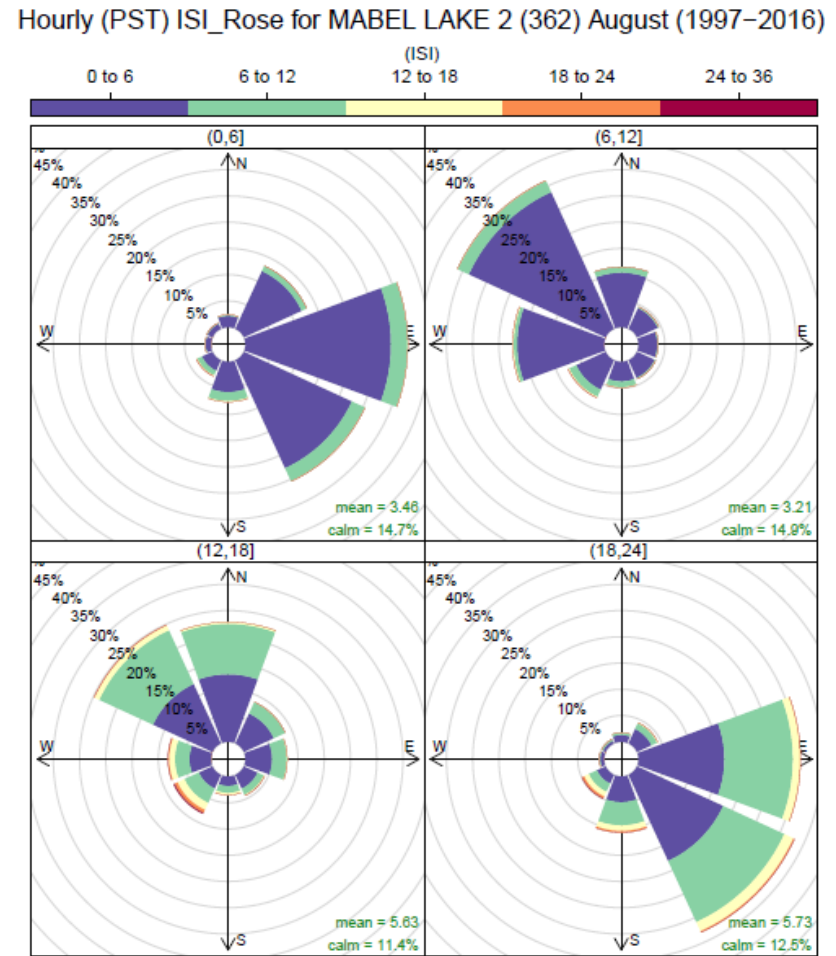 Hourly (PST) ISI_Rose for MABEL LAKE 2 (362) August (1997−2016)
(ISI)
0 to 6 6 to 12 12 to 18 18 to 24 24 to 36
(0,6]
45%
40%
35%
30%
25%
20%
15%
10%
5%
N
W
E
S
mean = 3.46
calm = 14.7%
(6,12]
45%
40%
35%
30%
25%
20%
15%
10%
5%
N
W
E
S
mean = 3.21
calm = 14.9%
(12,18]
45%
40%
35%
30%
25%
20%
15%
10%
5%
N
W
E
S
mean = 5.63
calm = 11.4%
(18,24]
45%
40%
35%
30%
25%
20%
15%
10%
5%
N
W
E
S
mean = 5.73
calm = 12.5%